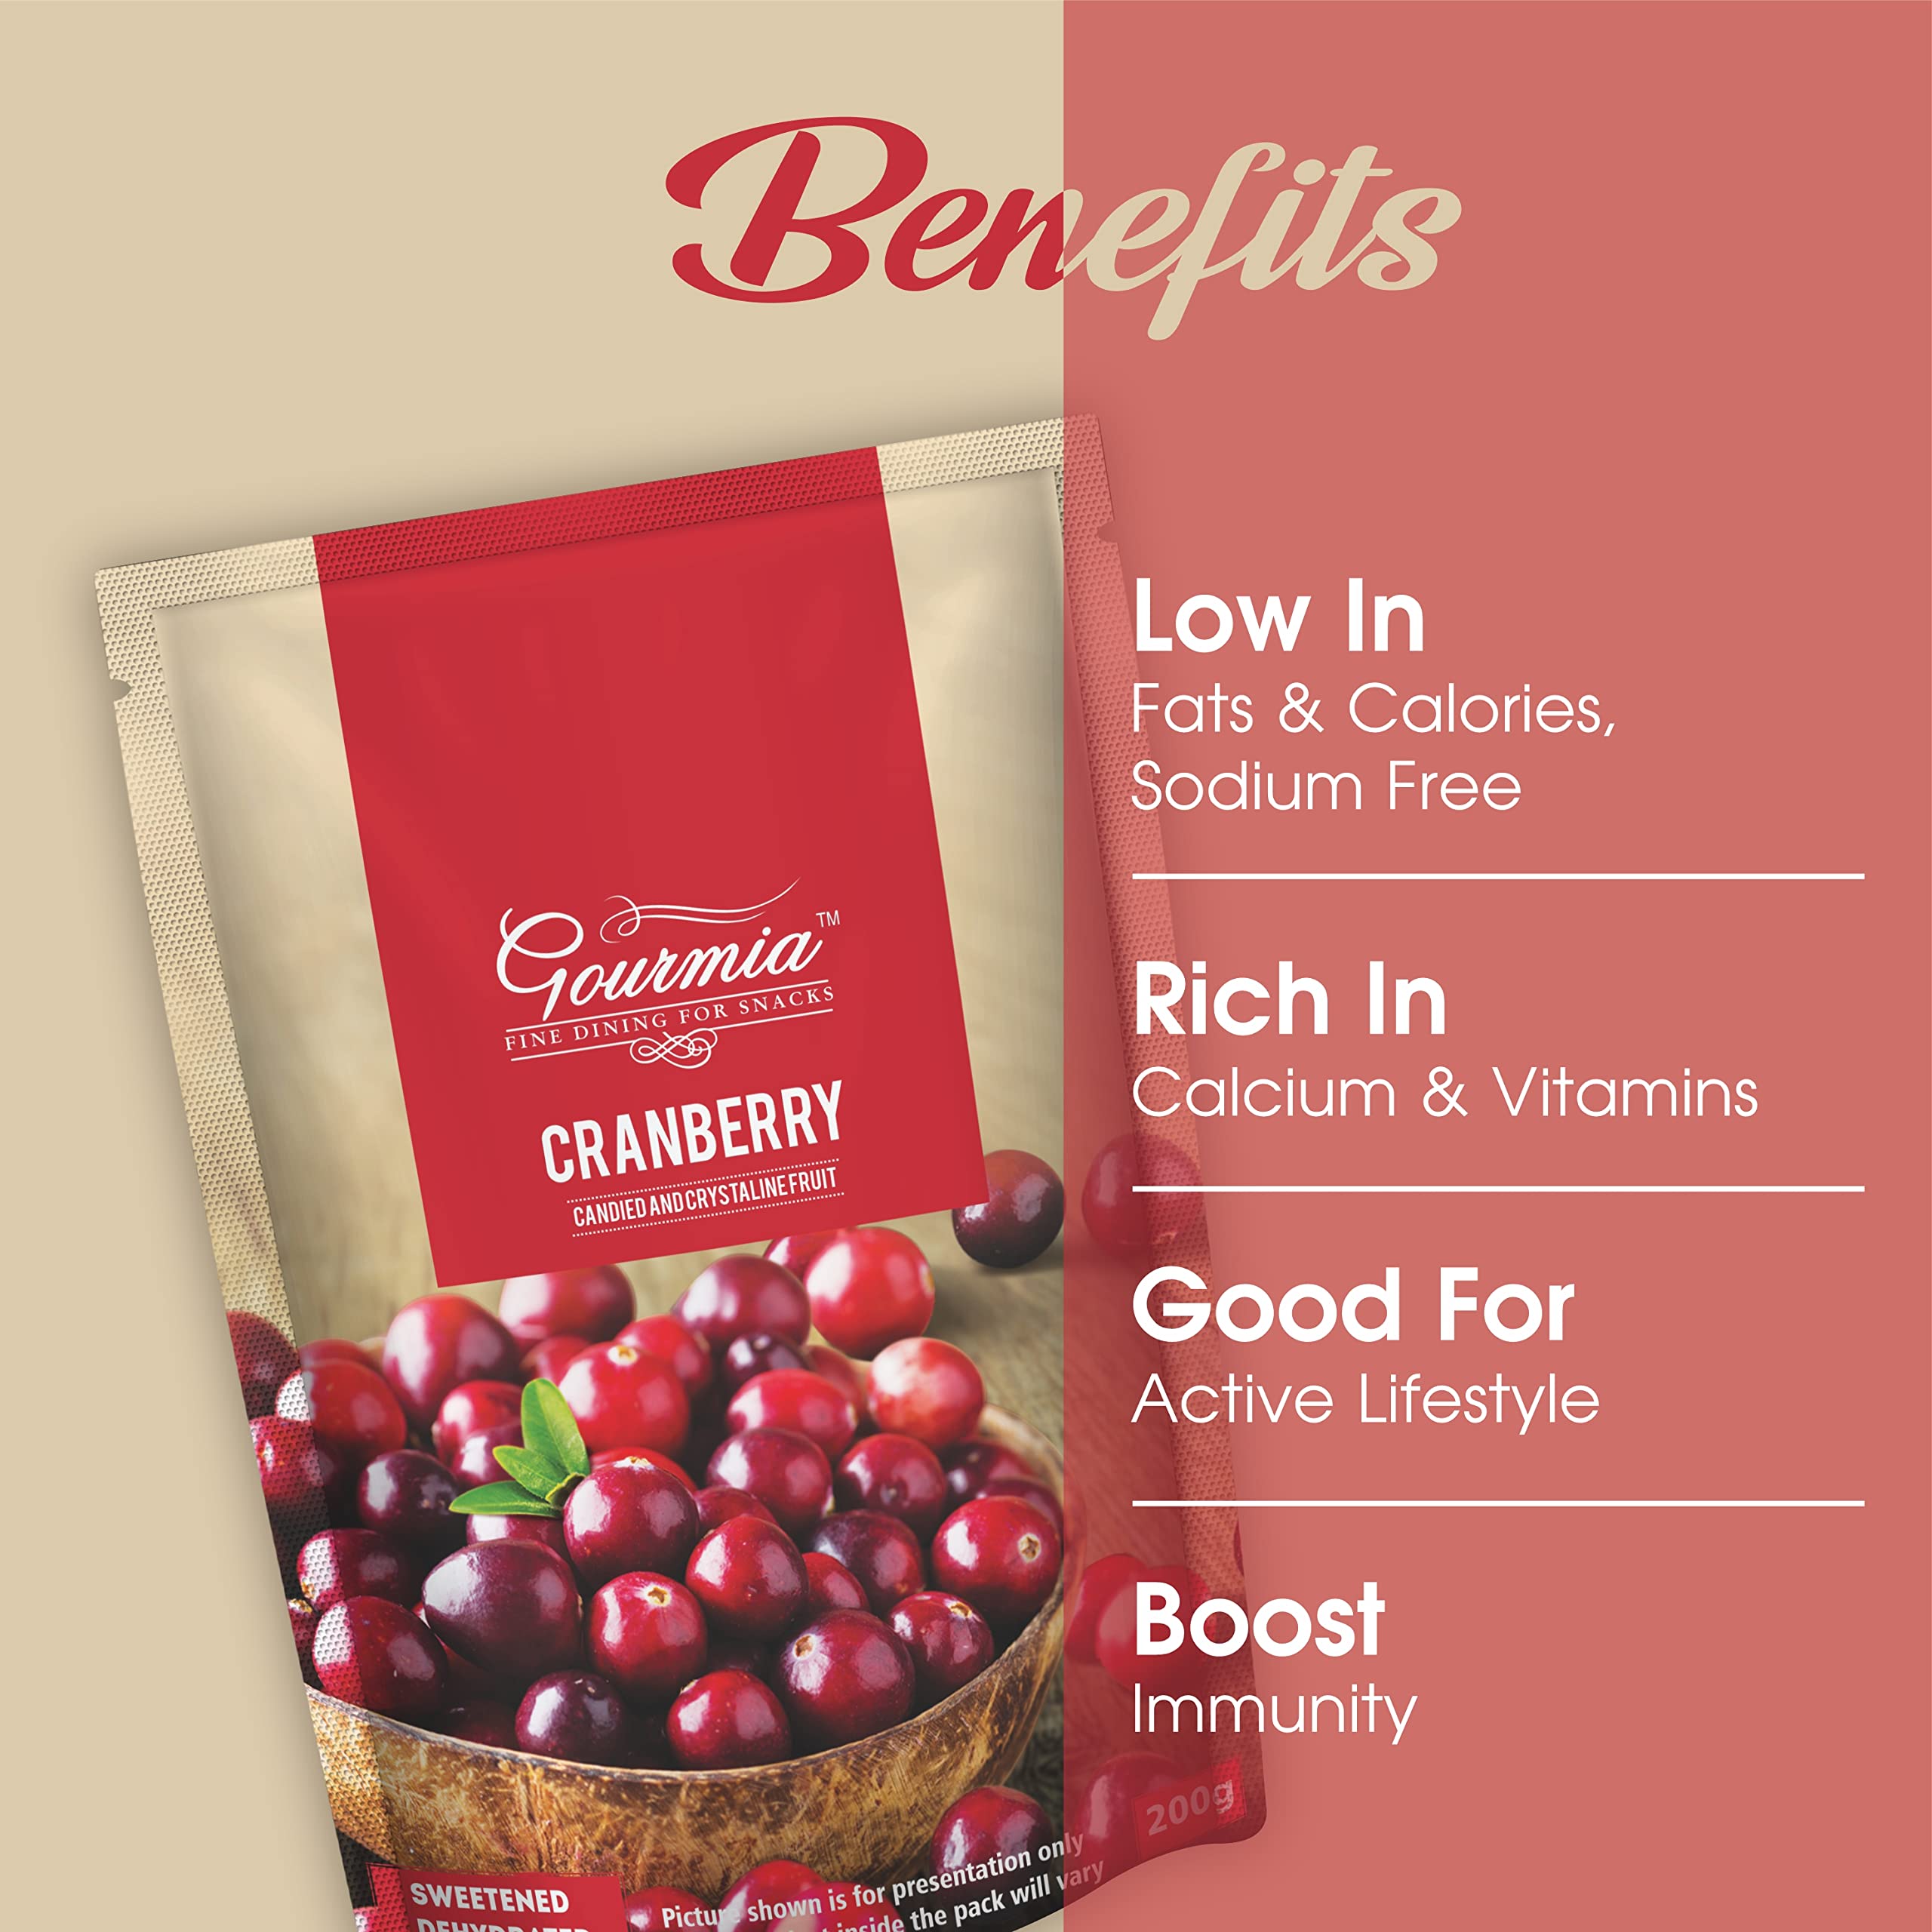 Benefits
Gourmia™
FINE DINING FOR SNACKS
CRANBERRY
CANDIED AND CRYSTALINE FRUIT
SWEETENED
DEHYDRATED
Picture shown is for presentation only
inside the pack will vary
200g
Low In
Fats & Calories,
Sodium Free
Rich In
Calcium & Vitamins
Good For
Active Lifestyle
Boost
Immunity